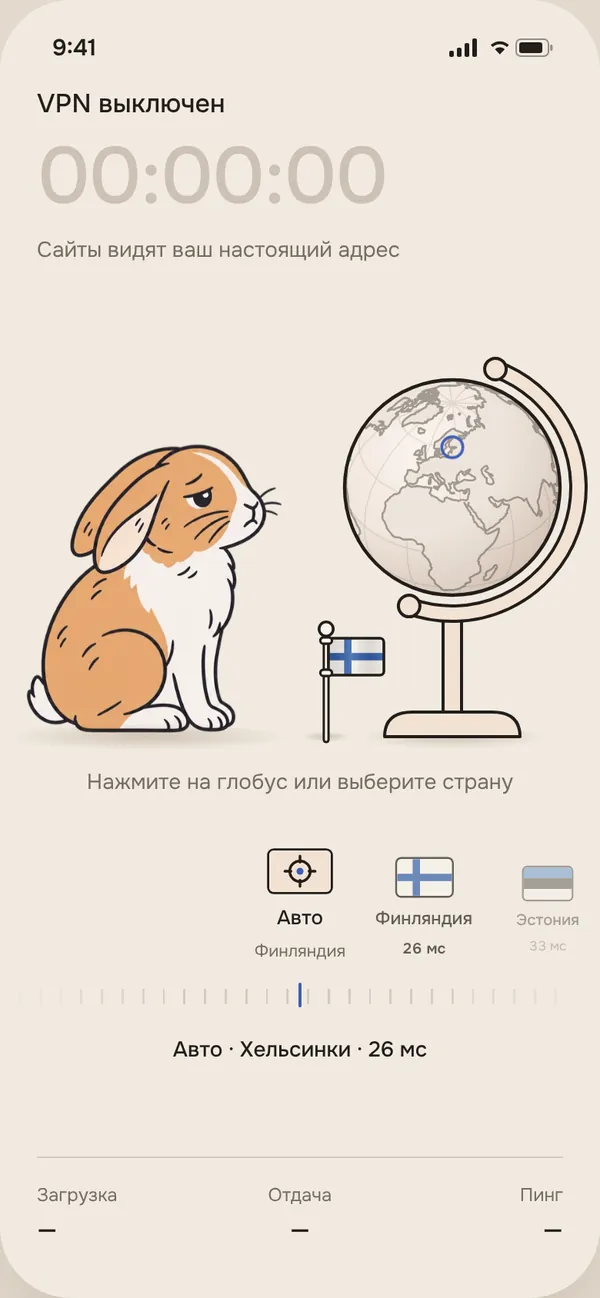 9:41
VPN выключен
00:00:00
Сайты видят ваш настоящий адрес
Нажмите на глобус или выберите страну
Авто
Финляндия
Финляндия
26 мс
Эстония
33 мс
Авто · Хельсинки · 26 мс
Загрузка
Отдача
Пинг
—
—
—